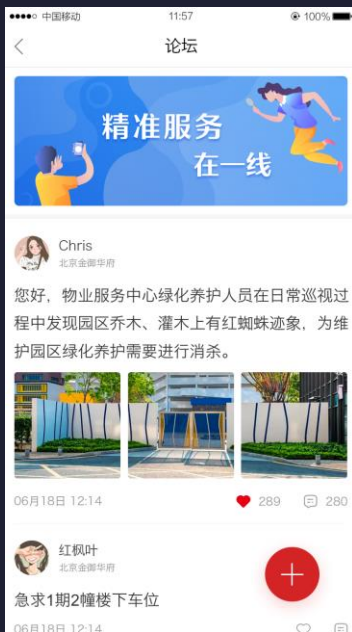 中国移动 11:57 100%
论坛
精准服务
在一线
Chris
北京金御华府
您好，物业服务中心绿化养护人员在日常巡视过
程中发现园区乔木、灌木上有红蜘蛛迹象，为维
护园区绿化养护需要进行消杀。
06月18日 12:14 289 280
红枫叶
北京金御华府
急求1期2幢楼下车位
06月18日 12:14